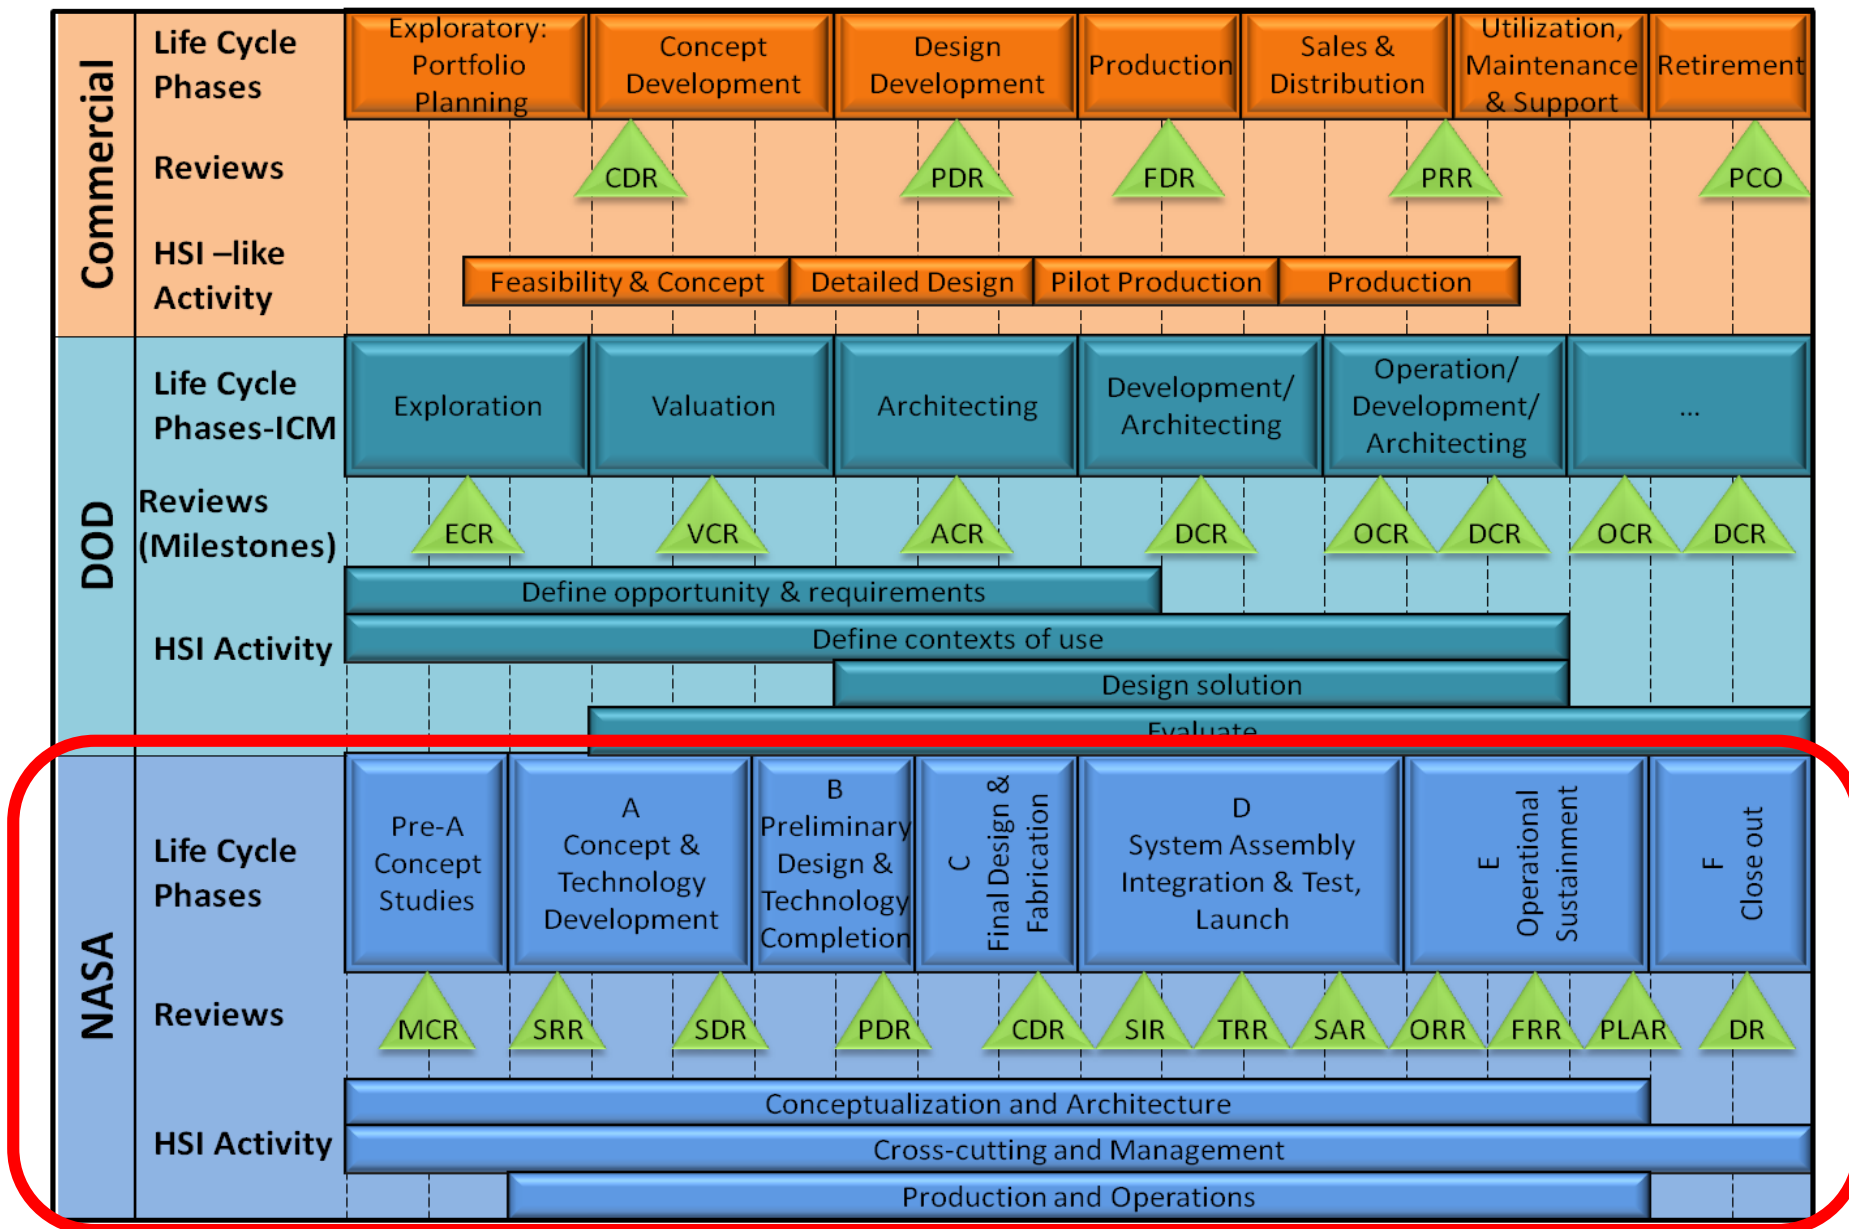 Commercial
Life Cycle
Phases
Exploratory:
Portfolio
Planning
Concept
Development
Design
Development
Production
Sales &
Distribution
Utilization,
Maintenance
& Support
Retirement
Reviews
CDR
PDR
FDR
PRR
PCO
HSI –like
Activity
Feasibility & Concept
Detailed Design
Pilot Production
Production
DOD
Life Cycle
Phases-ICM
Exploration
Valuation
Architecting
Development/
Architecting
Operation/
Development/
Architecting
...
Reviews
(Milestones)
ECR
VCR
ACR
DCR
OCR
DCR
OCR
DCR
HSI Activity
Define opportunity & requirements
Define contexts of use
Design solution
Evaluate
NASA
Life Cycle
Phases
Pre-A
Concept
Studies
A
Concept &
Technology
Development
B
Preliminary
Design &
Technology
Completion
C
Final Design &
Fabrication
D
System Assembly
Integration & Test,
Launch
E
Operational
Sustainment
F
Close out
Reviews
MCR
SRR
SDR
PDR
CDR
SIR
TRR
SAR
ORR
FRR
PLAR
DR
HSI Activity
Conceptualization and Architecture
Cross-cutting and Management
Production and Operations